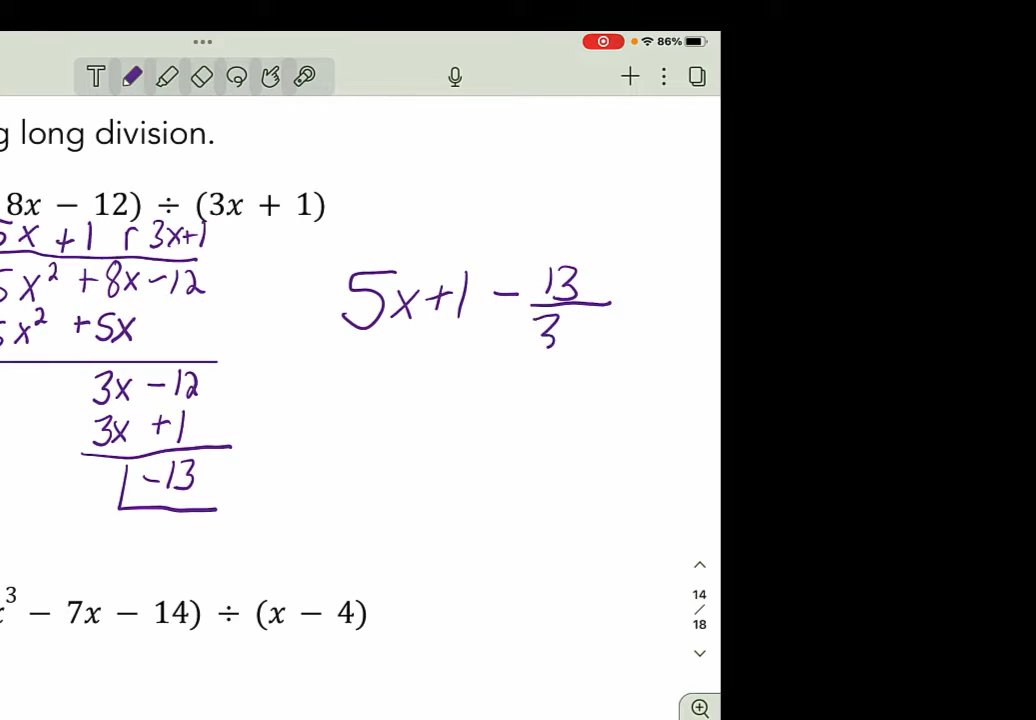 86%
T
g long division.
8x − 12) ÷ (3x + 1)
5x +1 r 3x+1
5x² +8x −12
5x² +5x
3x −12
3x +1
−13
5x+1 − 13/3
³ − 7x − 14) ÷ (x − 4)
14
/
18